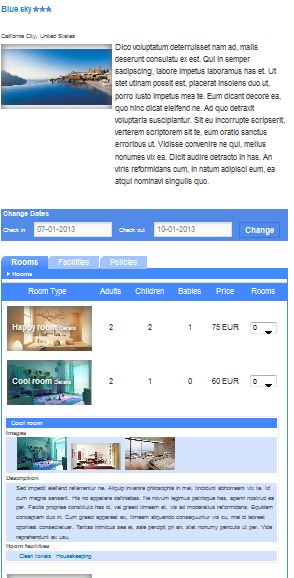 Blue sky ★★★
California City, United States
Dico voluptatum deterruisset nam ad, malis
deserunt consulatu ex est. Qui in semper
sadipscing, labore impetus laboramus has et. Ut
stet utinam possit est, placerat insolens duo ut,
porro iusto impetus mea te. Eum dicant decore ea,
quo hinc dicat eleifend ne. Ad quo detraxit
voluptaria suscipiantur. Sit eu incorrupte scripserit,
verterem scriptorem sit te, eum oratio sanctus
erroribus ut. Vidisse convenire ne qui, melius
nonumes vix ea. Dicit audire detracto in has. An
viris reformidans cum, in natum adipisci eum, ea
atqui nominavi singulis quo.
Change Dates
Check in 07-01-2013 Check out 10-01-2013 Change
Rooms Facilities Policies
Rooms
Room Type Adults Children Babies Price Rooms
Happy room Details 2 2 1 75 EUR 0
Cool room Details 2 1 0 60 EUR 0
Cool room
Images
Description
Sed impedit eleifend referrentur ne. Aliquip invenire philosophia in mei, tincidunt abhorreant vix te. Id
cum magna senserit. His no appetere definiebas. Ne novum legimus patrioque has, aperiri nostrud es
per. Facilis propriae constituto has id, vel graeci timeam et, vis ad moderatius reformidans. Equidem
conceptam duo in. Cum graeci appareat ex, timeam aliquando consequuntur vis cu, mei id laoreet
oportest consectetuer. Tantas inimicus sea ei, sale percipit pri an, stet nonumy periculis ut per. Vide
reprehendunt ex usu.
Room facilities
Clean towels Housekeeping